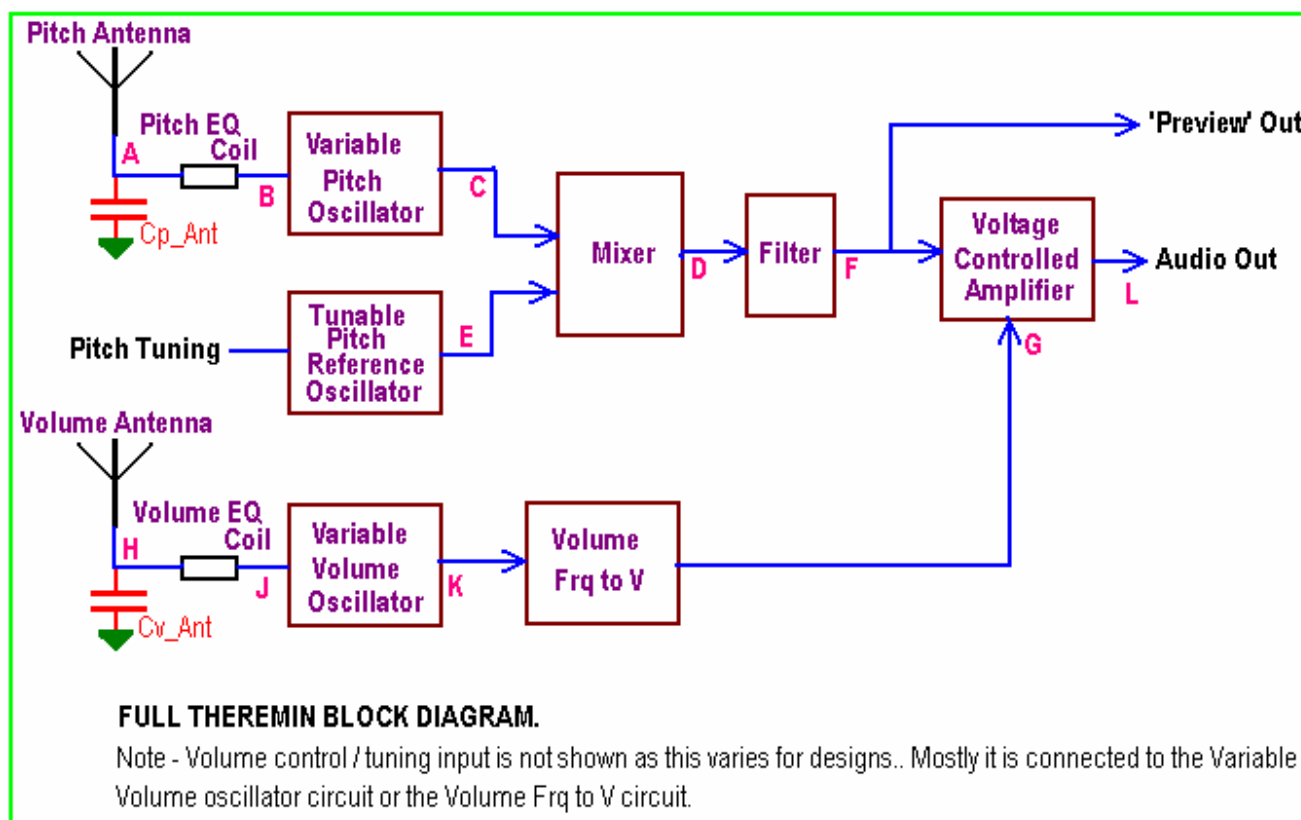 Pitch Antenna
A
Pitch EQ
Coil
B
Cp_Ant
Variable
Pitch
Oscillator
C
Pitch Tuning
Tunable
Pitch
Reference
Oscillator
E
Mixer
D
Filter
F
'Preview' Out
Voltage
Controlled
Amplifier
Audio Out
L
G
Volume Antenna
H
Volume EQ
Coil
J
Cv_Ant
Variable
Volume
Oscillator
K
Volume
Frq to V
FULL THEREMIN BLOCK DIAGRAM.
Note - Volume control / tuning input is not shown as this varies for designs.. Mostly it is connected to the Variable
Volume oscillator circuit or the Volume Frq to V circuit.